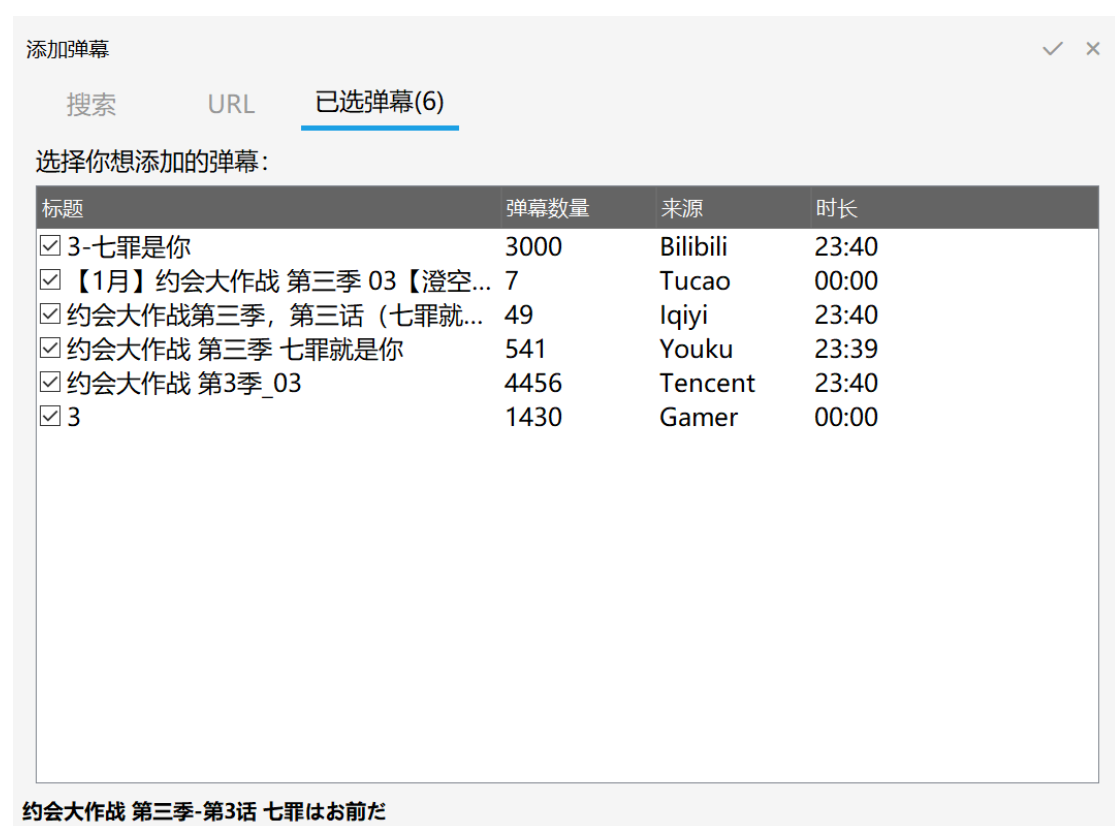 添加弹幕
搜索 URL 已选弹幕(6)
选择你想添加的弹幕：
标题 弹幕数量 来源 时长
3-七罪是你 3000 Bilibili 23:40
【1月】约会大作战 第三季 03【澄空... 7 Tucao 00:00
约会大作战第三季，第三话（七罪就... 49 Iqiyi 23:40
约会大作战 第三季 七罪就是你 541 Youku 23:39
约会大作战 第3季_03 4456 Tencent 23:40
3 1430 Gamer 00:00
约会大作战 第三季-第3话 七罪はお前だ